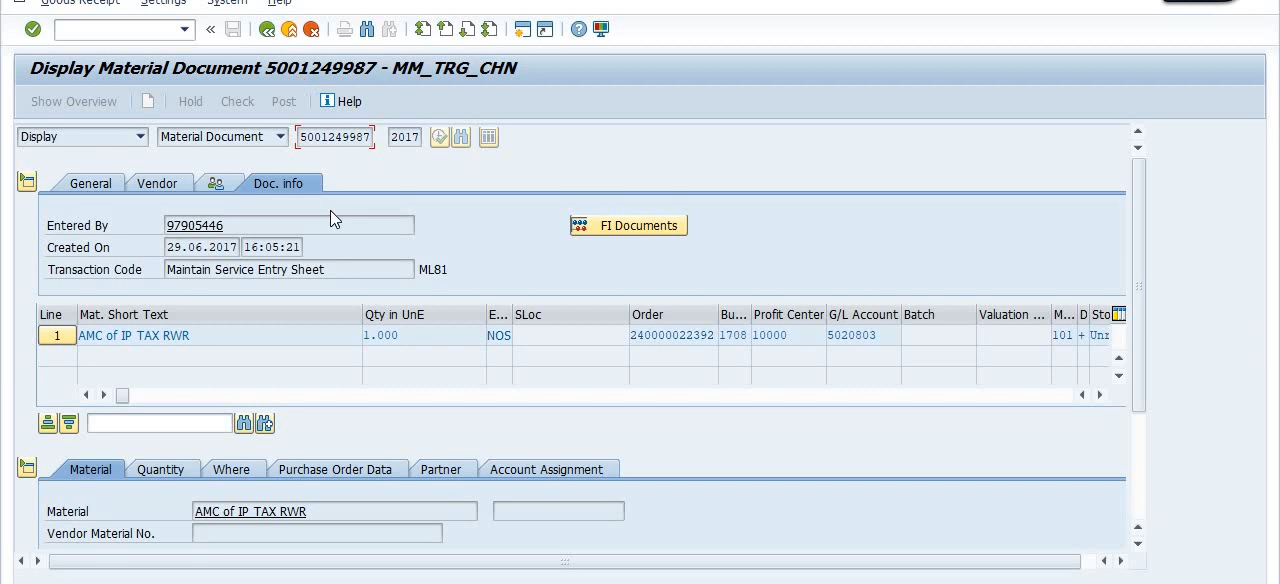 Goods Receipt Settings System Help
Display Material Document 5001249987 - MM_TRG_CHN
Show Overview Hold Check Post Help
Display Material Document 5001249987 2017
General Vendor Doc. info
Entered By 97905446 FI Documents
Created On 29.06.2017 16:05:21
Transaction Code Maintain Service Entry Sheet ML81
Line Mat. Short Text Qty in UnE E... SLoc Order Bu... Profit Center G/L Account Batch Valuation ... M... D Sto
1 AMC of IP TAX RWR 1.000 NOS 240000022392 1708 10000 5020803 101 + Unr
Material Quantity Where Purchase Order Data Partner Account Assignment
Material AMC of IP TAX RWR
Vendor Material No.